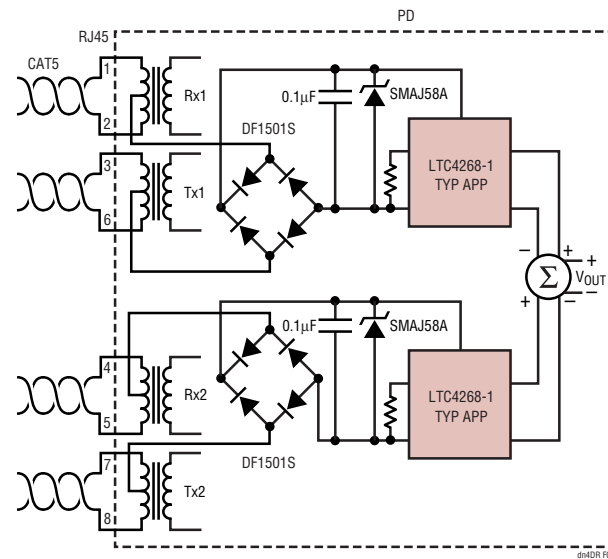 PD
RJ45
CAT5
1
Rx1
2
0.1µF
SMAJ58A
DF1501S
LTC4268-1
TYP APP
3
Tx1
6
− +
+
Σ
VOUT
+ −
−
0.1µF
SMAJ58A
4
Rx2
5
LTC4268-1
TYP APP
DF1501S
7
Tx2
8